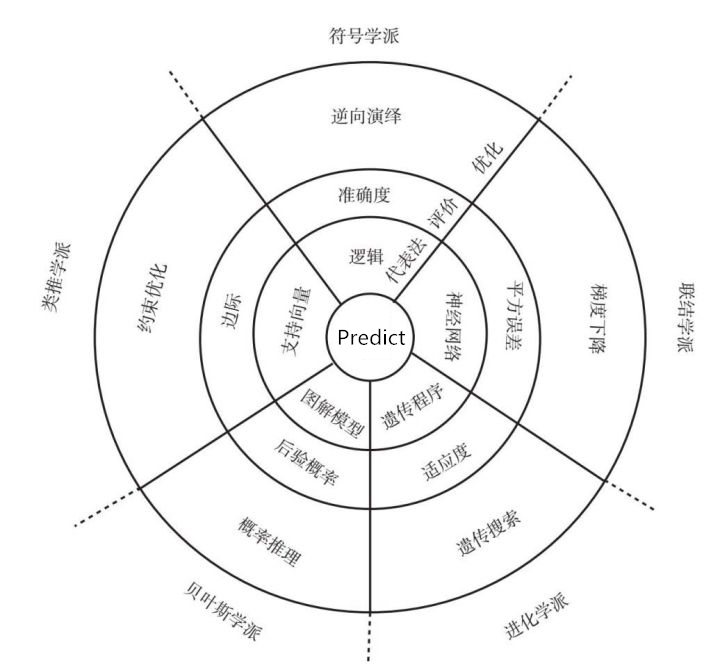 符号学派
逆向演绎
优化
准确度
评价
逻辑
代表法
类推学派
约束优化
边际
支持向量
Predict
神经网络
平方误差
梯度下降
联结学派
图解模型
遗传程序
后验概率
适应度
概率推理
遗传搜索
贝叶斯学派
进化学派